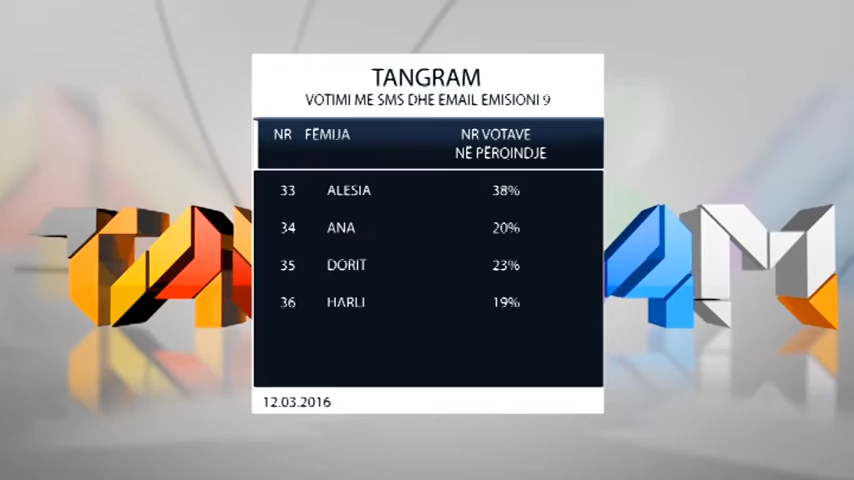 TANGRAM
VOTIMI ME SMS DHE EMAIL EMISIONI 9
NR FËMIJA NR VOTAVE
NË PËRQINDJE
33 ALESIA 38%
34 ANA 20%
35 DORIT 23%
36 HARLI 19%
12.03.2016